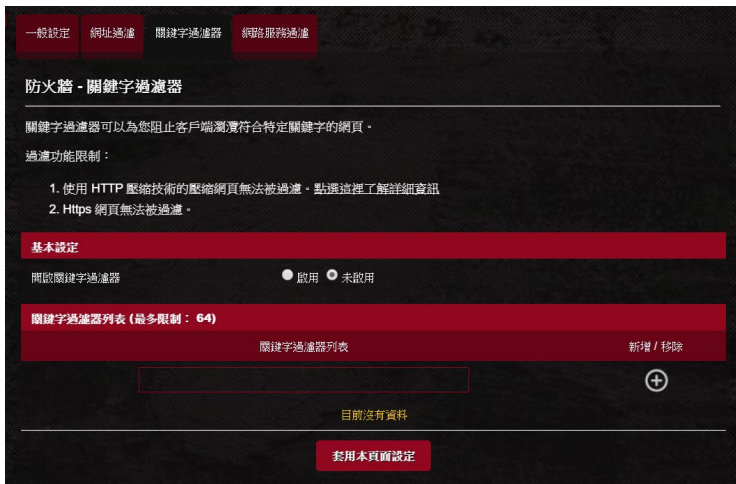 一般設定 網址過濾 關鍵字過濾器 網路服務過濾
防火牆 - 關鍵字過濾器
關鍵字過濾器可以為您阻止客戶端瀏灠符合特定關鍵字的網頁。
過濾功能限制：
1. 使用 HTTP 壓縮技術的壓縮網頁無法被過濾。點選這裡了解詳細資訊
2. Https 網頁無法被過濾。
基本設定
開啟關鍵字過濾器 啟用 未啟用
關鍵字過濾器列表 (最多限制： 64)
關鍵字過濾器列表 新增 / 移除
目前沒有資料
套用本頁面設定